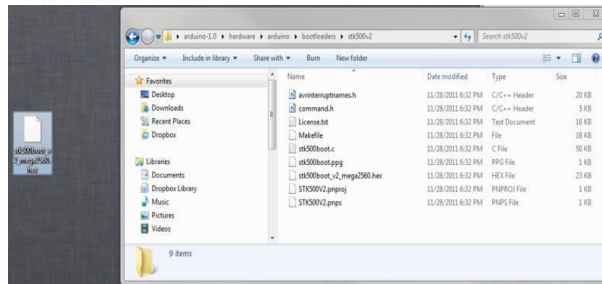 arduino-1.0 ▸ hardware ▸ arduino ▸ bootloaders ▸ stk500v2
Search stk500v2
Organize Include in library Share with Burn New folder
Favorites
Desktop
Downloads
Recent Places
Dropbox
Libraries
Documents
Dropbox Library
Music
Pictures
Videos
Name Date modified Type Size
avrinterruptnames.h 11/28/2011 6:32 PM C/C++ Header 20 KB
command.h 11/28/2011 6:32 PM C/C++ Header 5 KB
License.txt 11/28/2011 6:32 PM Text Document 16 KB
Makefile 11/28/2011 6:32 PM File 18 KB
stk500boot.c 11/28/2011 6:32 PM C File 50 KB
stk500boot.ppg 11/28/2011 6:32 PM PPG File 1 KB
stk500boot_v2_mega2560.hex 11/28/2011 6:32 PM HEX File 23 KB
STK500V2.pnproj 11/28/2011 6:32 PM PNPROJ File 1 KB
STK500V2.pnps 11/28/2011 6:32 PM PNPS File 1 KB
9 items
stk500boot_v
2_mega2560.
hex